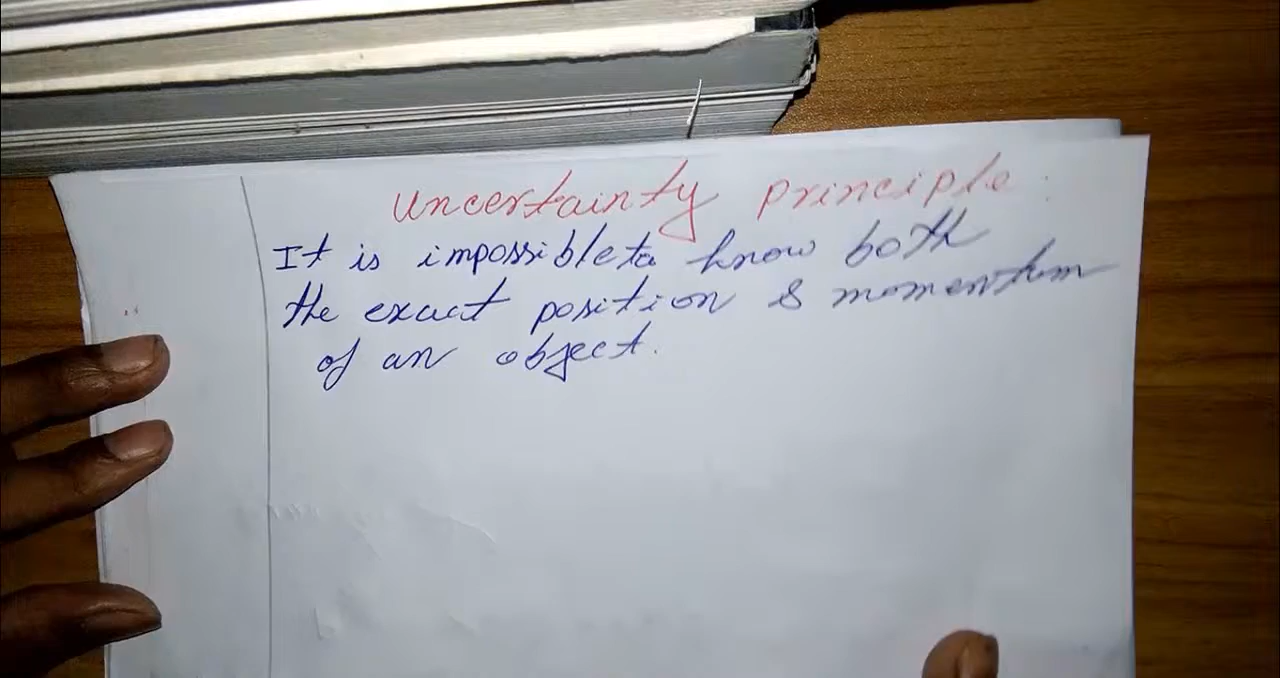 Uncertainty principle.
It is impossible to know both
the exact position & momentum
of an object.